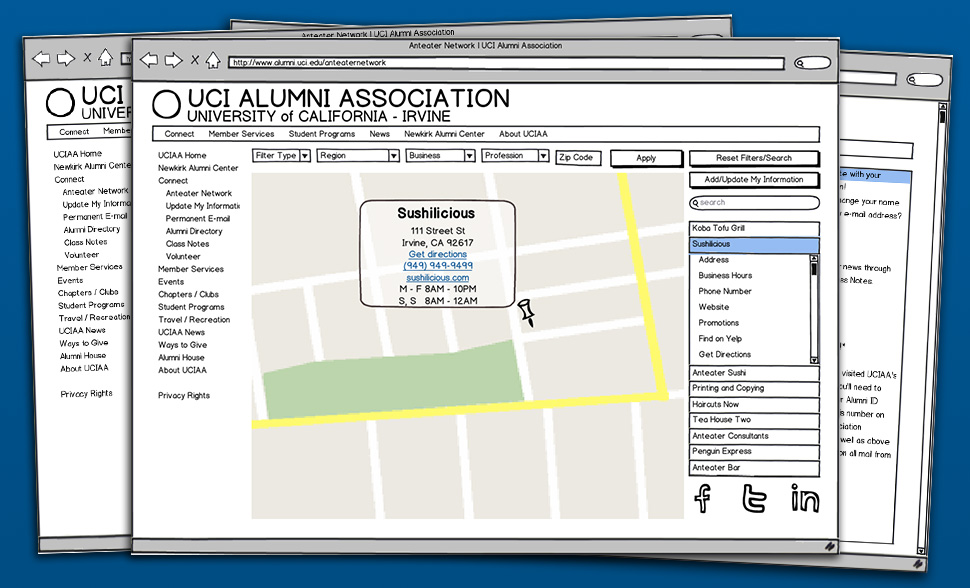 Anteater Network | UCI Alumni Association
Anteater Network | UCI Alumni Association
http://www.alumni.uci.edu/anteaternetwork
UCI ALUMNI ASSOCIATION
UNIVERSITY of CALIFORNIA - IRVINE
Connect Member Services Student Programs News Newkirk Alumni Center About UCIAA
UCIAA Home
Newkirk Alumni Center
Connect
Anteater Network
Update My Informatic
Permanent E-mail
Alumni Directory
Class Notes
Volunteer
Member Services
Events
Chapters / Clubs
Student Programs
Travel / Recreation
UCIAA News
Ways to Give
Alumni House
About UCIAA
Privacy Rights
Filter Type Region Business Profession Zip Code Apply
Reset Filters/Search
Add/Update My Information
search
Sushilicious
111 Street St
Irvine, CA 92617
Get directions
(949) 949-9499
sushilicious.com
M - F 8AM - 10PM
S, S 8AM - 12AM
Koba Tofu Grill
Sushilicious
Address
Business Hours
Phone Number
Website
Promotions
Find on Yelp
Get Directions
Anteater Sushi
Printing and Copying
Haircuts Now
Tea House Two
Anteater Consultants
Penguin Express
Anteater Bar
f t in
UCI
UNIVER
Connect Membe
UCIAA Home
Newkirk Alumni Cente
Connect
Anteater Network
Update My Informa
Permanent E-mail
Alumni Directory
Class Notes
Volunteer
Member Services
Events
Chapters / Clubs
Student Programs
Travel / Recreation
UCIAA News
Ways to Give
Alumni House
About UCIAA
Privacy Rights
te with your
ange your name
e-mail address?
news through
ss Notes.
visited UCIAA's
ou'll need to
r Alumni ID
s number on
ciation
well as above
on all mail from